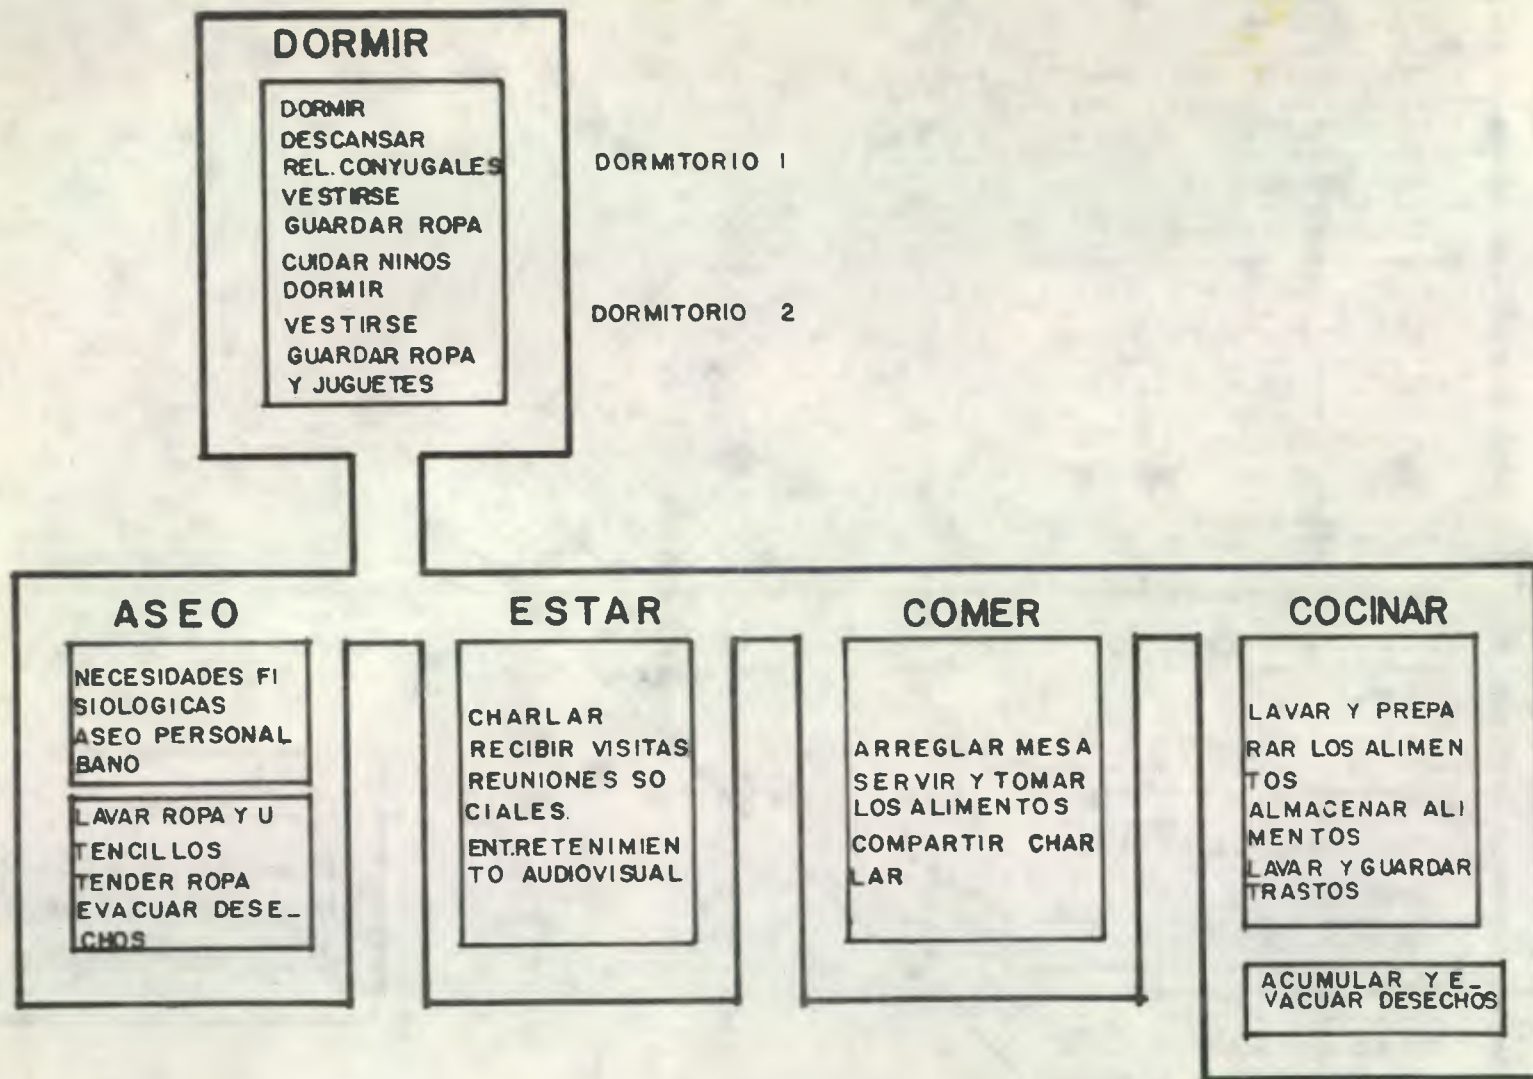 DORMIR
DORMIR
DESCANSAR
REL. CONYUGALES
VESTIRSE
GUARDAR ROPA
DORMITORIO 1
CUIDAR NINOS
DORMIR
VESTIRSE
GUARDAR ROPA
Y JUGUETES
DORMITORIO 2
ASEO
NECESIDADES FI
SIOLOGICAS
ASEO PERSONAL
BANO
LAVAR ROPA Y U
TENCILLOS
TENDER ROPA
EVACUAR DESE_
CHOS
ESTAR
CHARLAR
RECIBIR VISITAS
REUNIONES SO
CIALES.
ENT.RETENIMIEN
TO AUDIOVISUAL
COMER
ARREGLAR MESA
SERVIR Y TOMAR
LOS ALIMENTOS
COMPARTIR CHAR
LAR
COCINAR
LAVAR Y PREPA
RAR LOS ALIMEN
TOS
ALMACENAR ALI
MENTOS
LAVAR Y GUARDAR
TRASTOS
ACUMULAR Y E_
VACUAR DESECHOS